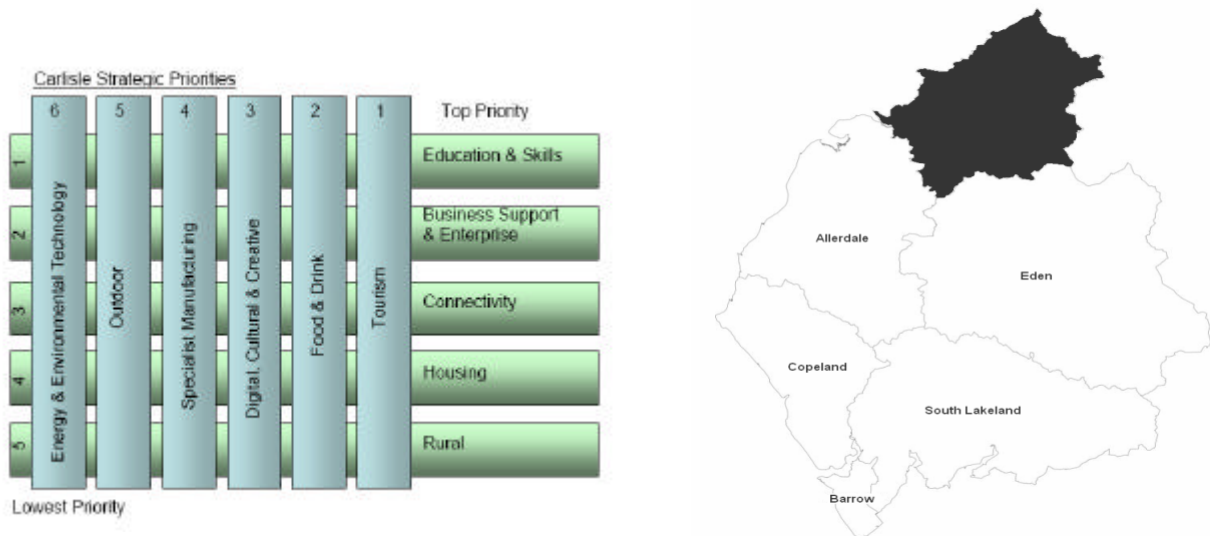 Carlisle Strategic Priorities
6 5 4 3 2 1 Top Priority
1 Education & Skills
2 Business Support
& Enterprise
3 Connectivity
4 Housing
5 Rural
Energy & Environmental Technology
Outdoor
Specialist Manufacturing
Digital, Cultural & Creative
Food & Drink
Tourism
Lowest Priority
Allerdale
Eden
Copeland
South Lakeland
Barrow